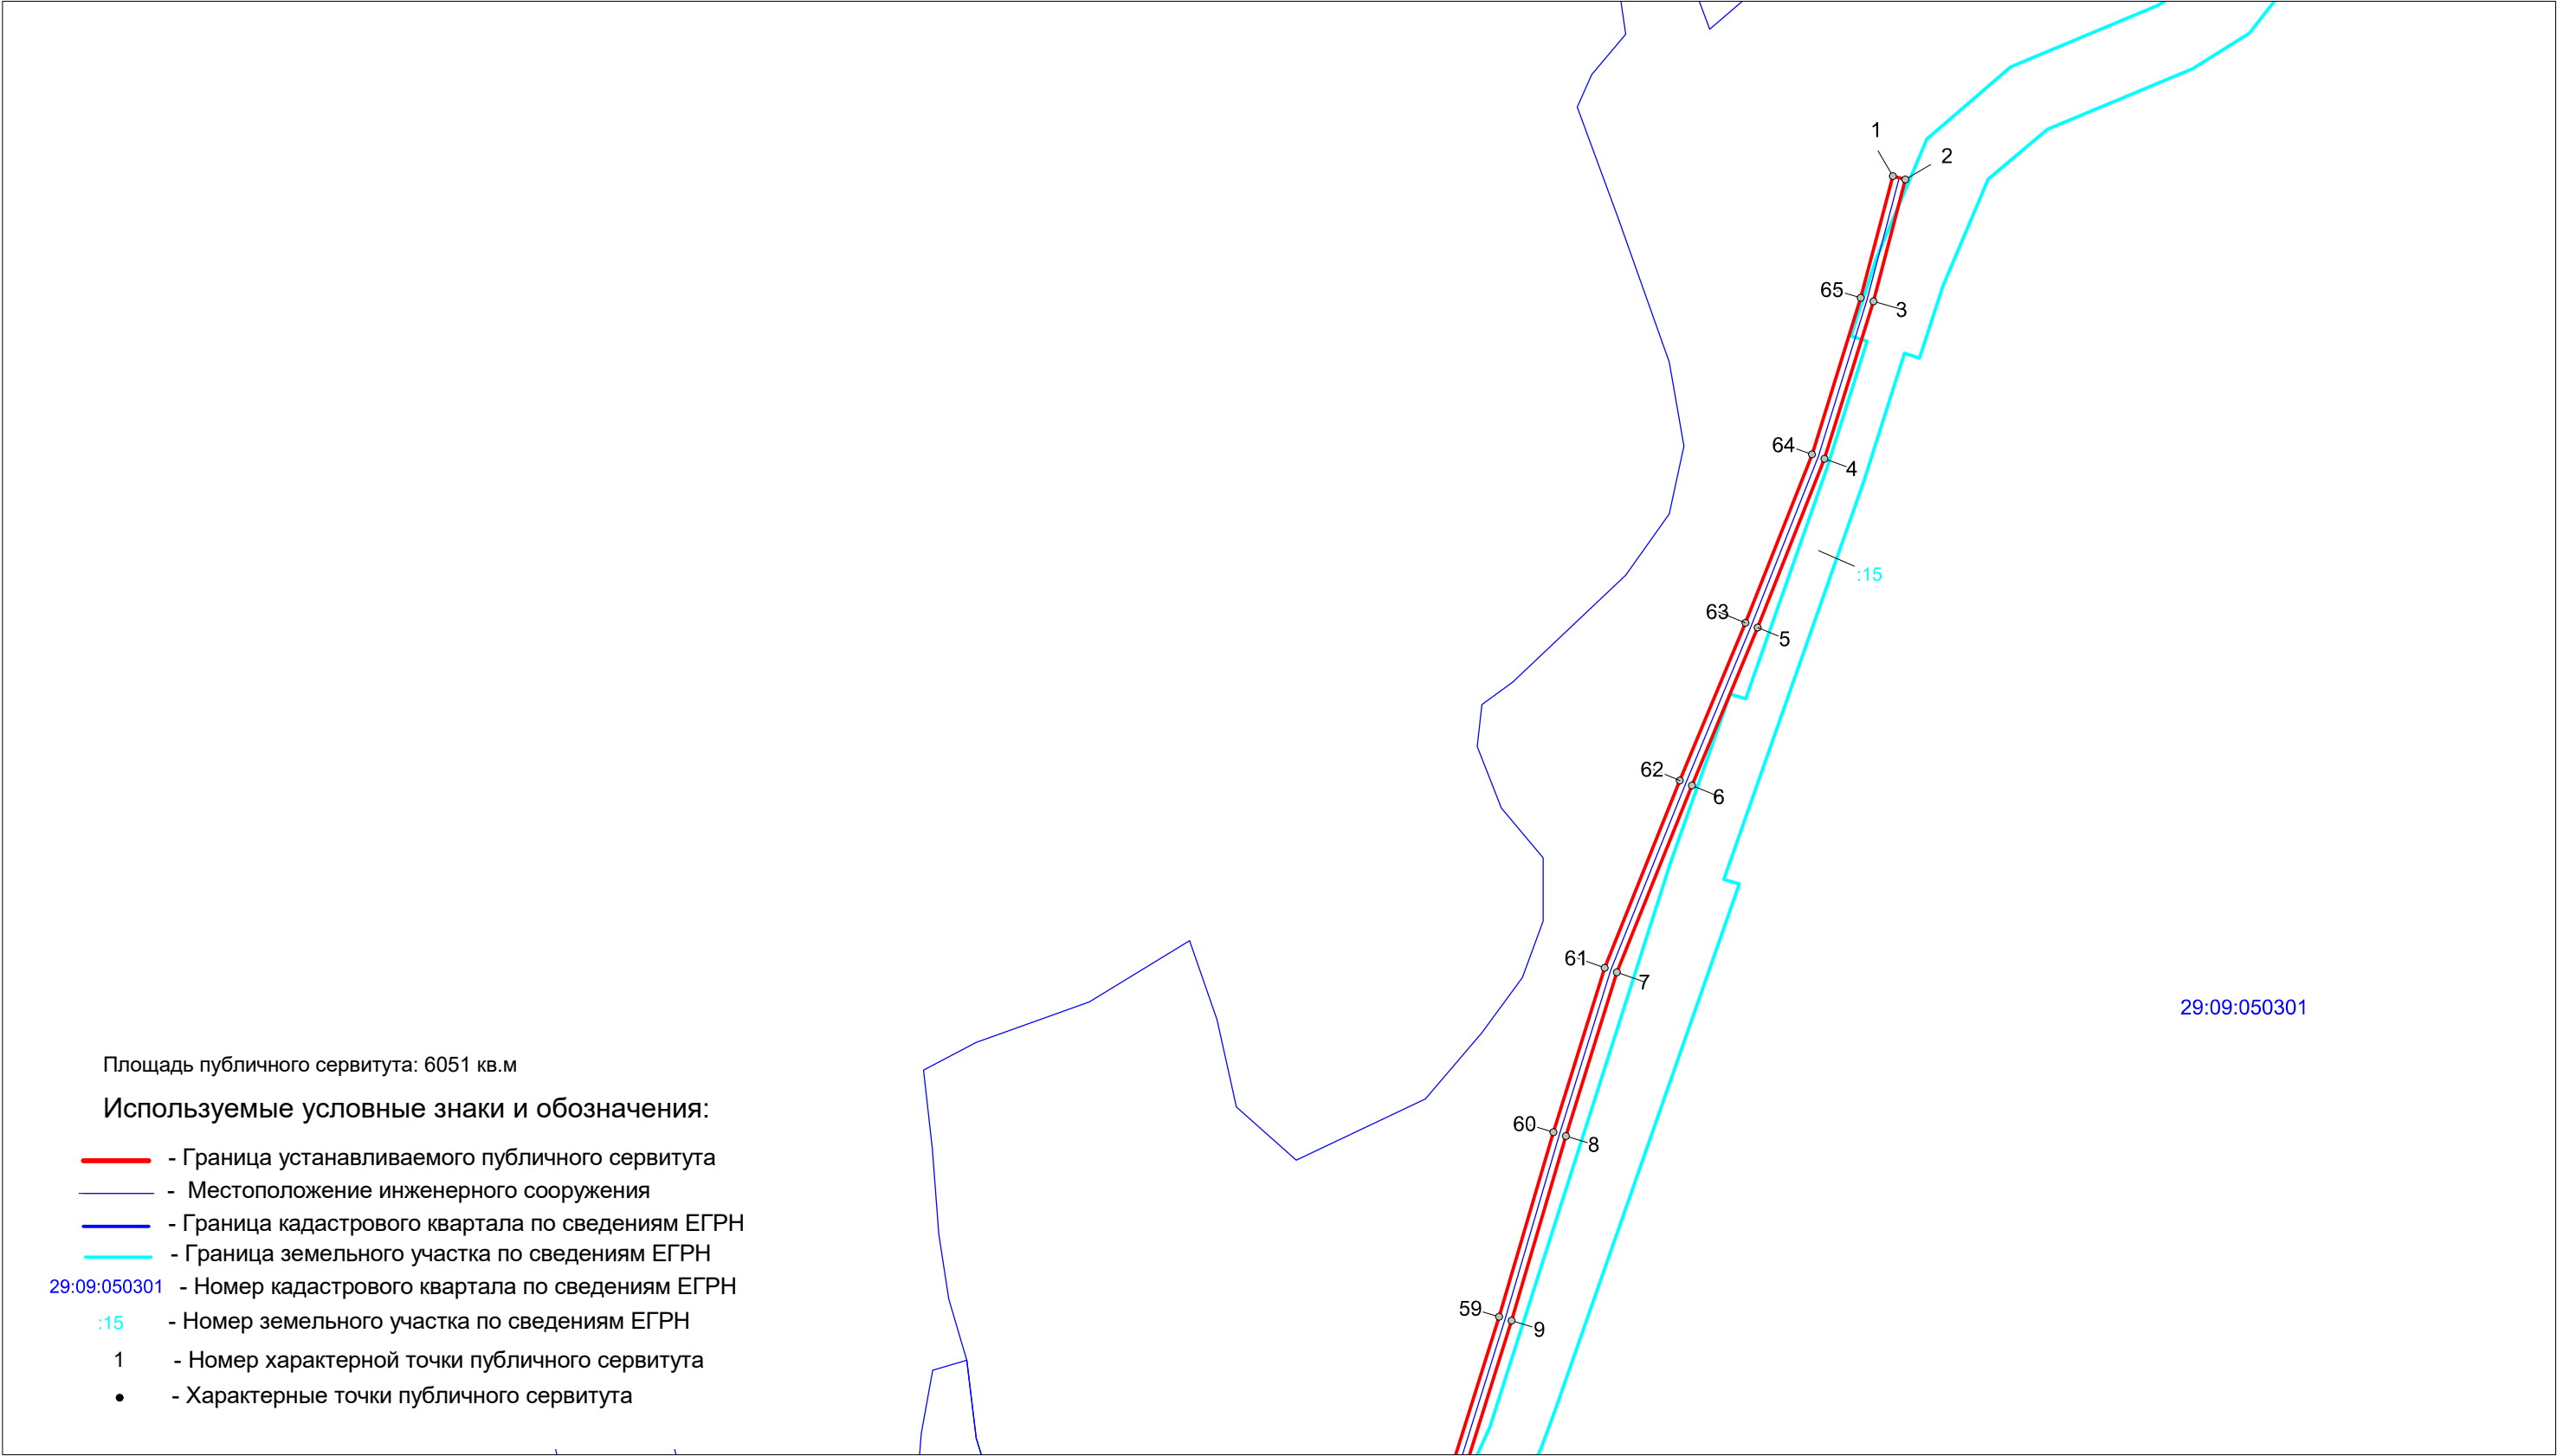 1
2
65
3
64
4
:15
63
5
62
6
61
7
29:09:050301
60
8
59
9
Площадь публичного сервитута: 6051 кв.м
Используемые условные знаки и обозначения:
- Граница устанавливаемого публичного сервитута
- Местоположение инженерного сооружения
- Граница кадастрового квартала по сведениям ЕГРН
- Граница земельного участка по сведениям ЕГРН
29:09:050301 - Номер кадастрового квартала по сведениям ЕГРН
:15 - Номер земельного участка по сведениям ЕГРН
1 - Номер характерной точки публичного сервитута
- Характерные точки публичного сервитута